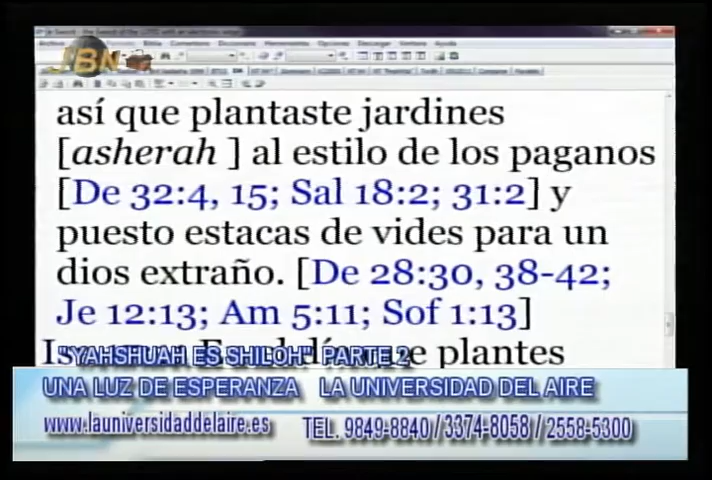 JBN
así que plantaste jardines
[asherah ] al estilo de los paganos
[De 32:4, 15; Sal 18:2; 31:2] y
puesto estacas de vides para un
dios extraño. [De 28:30, 38-42;
Je 12:13; Am 5:11; Sof 1:13]
plantes
"YAHSHUAH ES SHILOH" PARTE 2
UNA LUZ DE ESPERANZA LA UNIVERSIDAD DEL AIRE
www.launiversidaddelaire.es TEL. 9849-8840 / 3374-8058 / 2558-5300